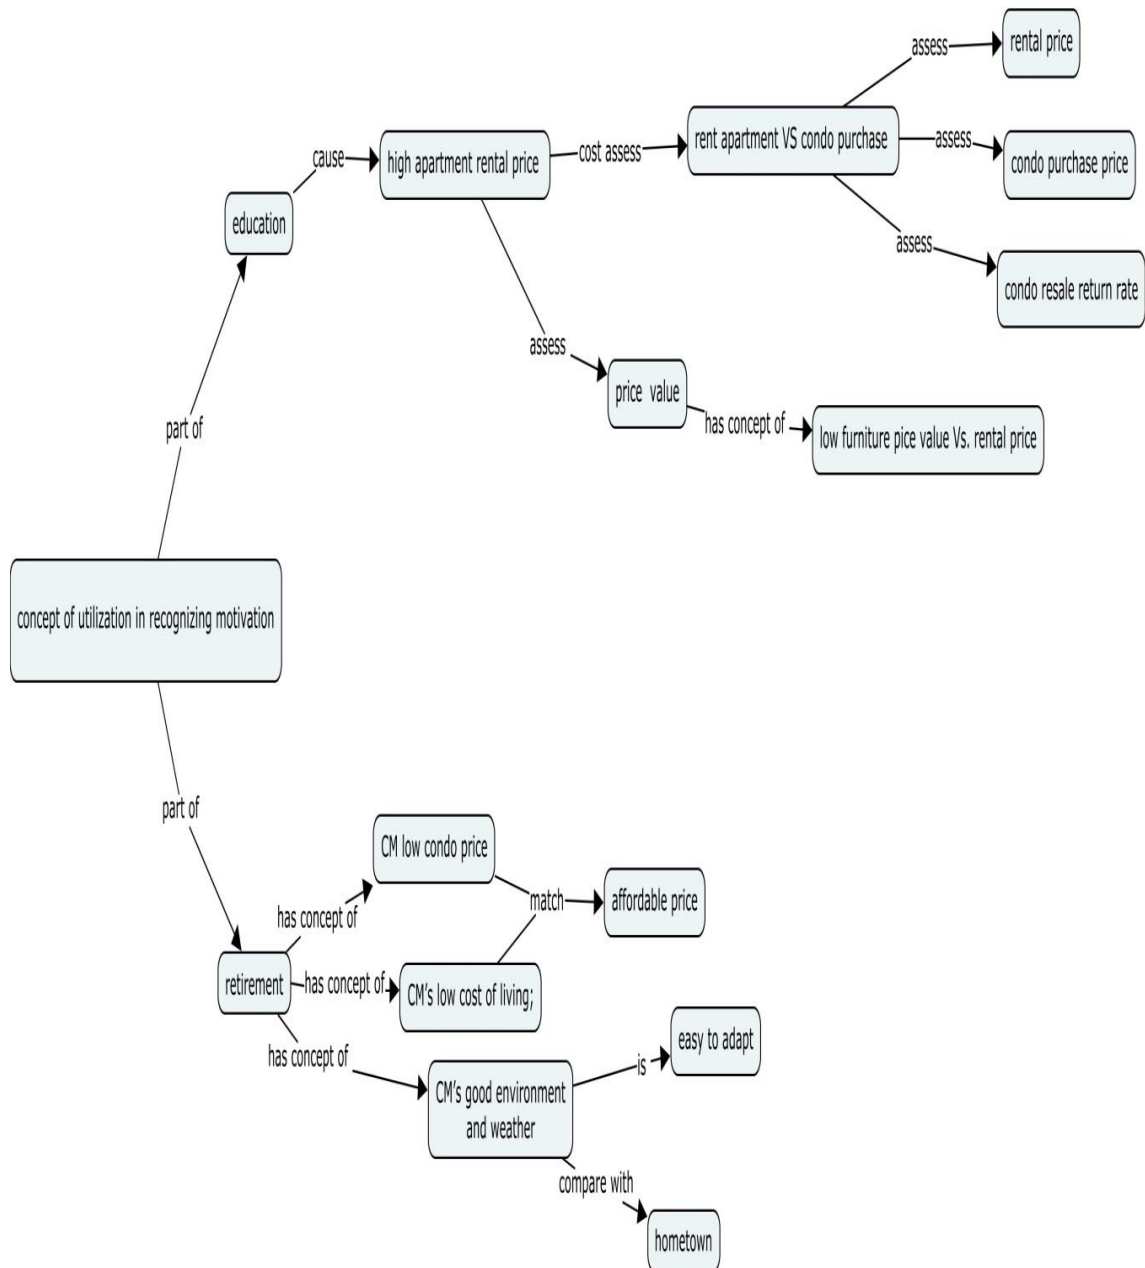 assess
rental price
rent apartment VS condo purchase
assess
condo purchase price
cause
high apartment rental price
cost assess
education
assess
condo resale return rate
assess
price value
has concept of
low furniture pice value Vs. rental price
part of
concept of utilization in recognizing motivation
part of
CM low condo price
has concept of
match
affordable price
retirement
has concept of
CM's low cost of living;
has concept of
easy to adapt
is
CM's good environment
and weather
compare with
hometown